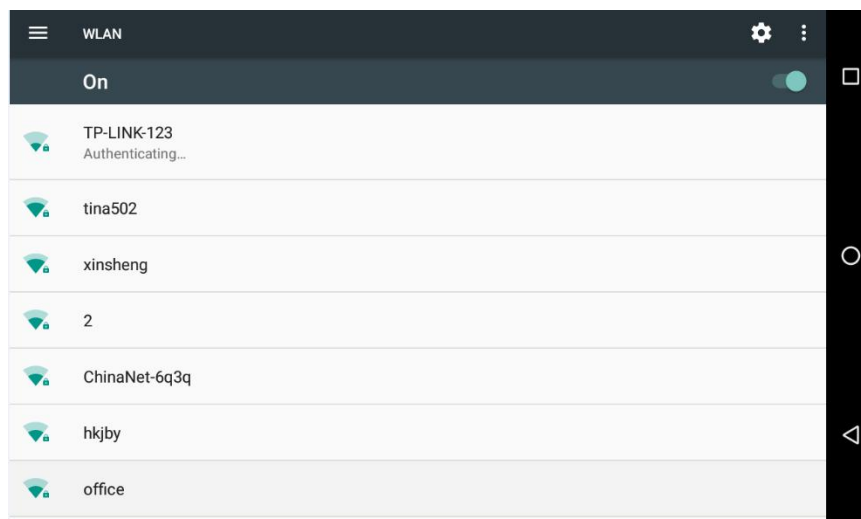 WLAN
On
TP-LINK-123
Authenticating...
tina502
xinsheng
2
ChinaNet-6q3q
hkjby
office